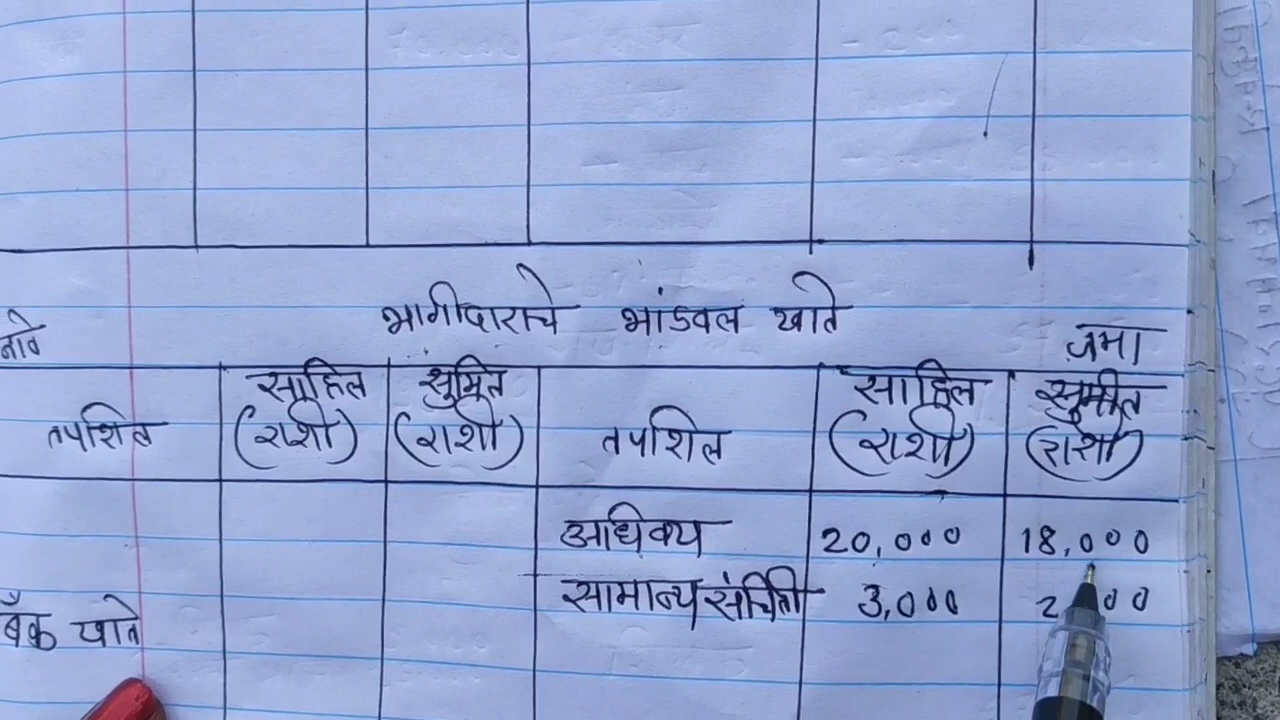 भागीदाराचे भांडवल खाते
नावे
जमा
तपशिल साहिल (राशी) सुमित (राशी) तपशिल साहिल (राशी) सुमीत (राशी)
आधिक्य 20,000 18,000
सामान्य संचिती 3,000
बँक खाते